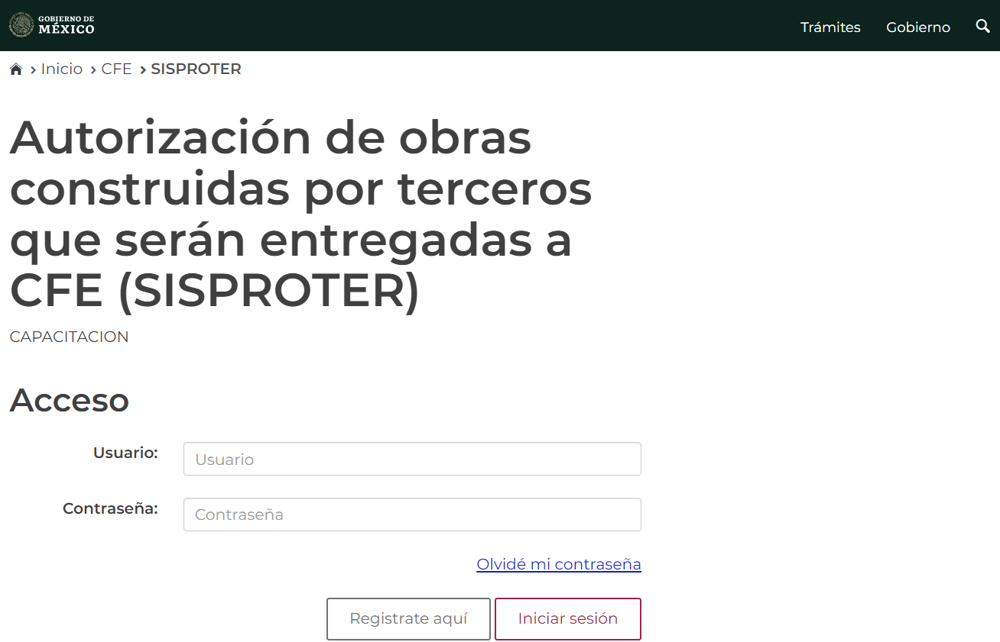 GOBIERNO DE
MÉXICO
Trámites
Gobierno
Inicio
CFE
SISPROTER
Autorización de obras
construidas por terceros
que serán entregadas a
CFE (SISPROTER)
CAPACITACION
Acceso
Usuario:
Usuario
Contraseña:
Contraseña
Olvidé mi contraseña
Registrate aquí
Iniciar sesión